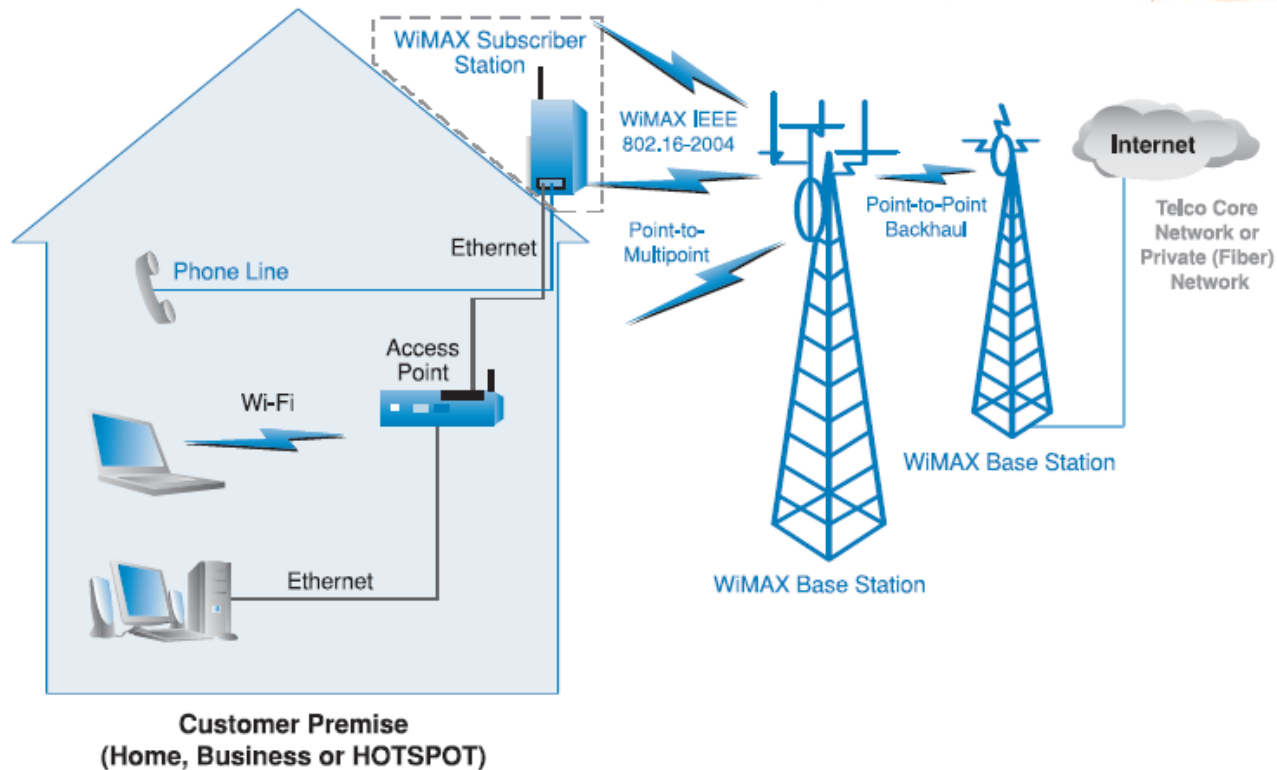 WiMAX Subscriber
Station
WiMAX IEEE
802.16-2004
Internet
Point-to-Point
Backhaul
Telco Core
Network or
Private (Fiber)
Network
Point-to-
Multipoint
Ethernet
Phone Line
Access
Point
Wi-Fi
WiMAX Base Station
Ethernet
WiMAX Base Station
Customer Premise
(Home, Business or HOTSPOT)